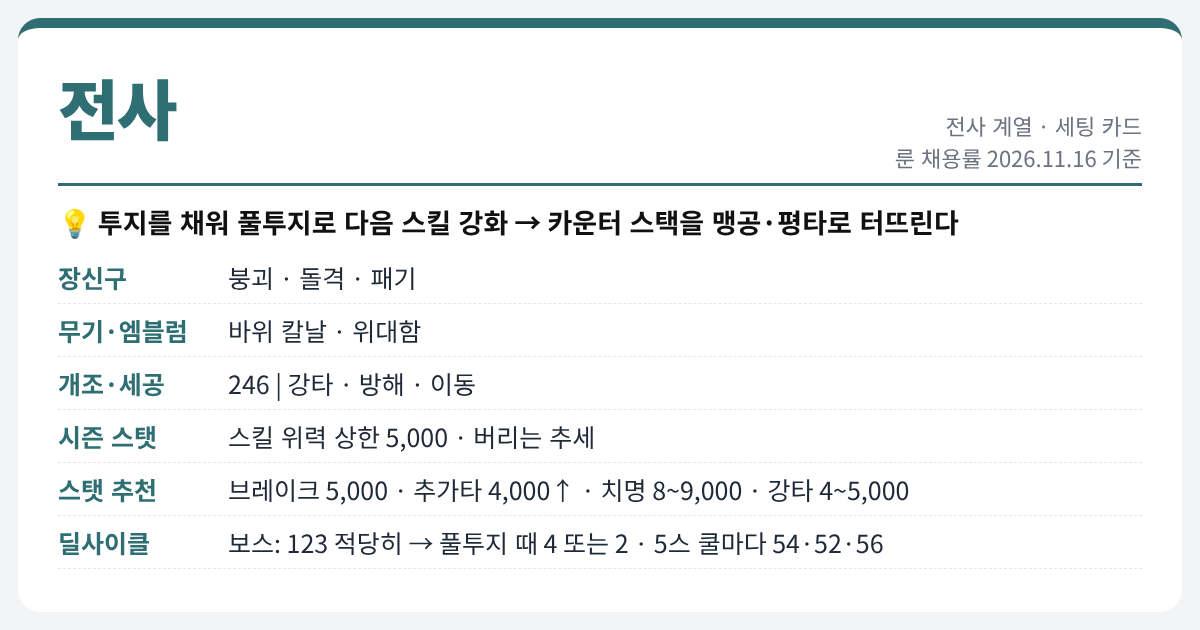 전사
전사 계열 · 세팅 카드
룬 채용률 2026.11.16 기준
💡 투지를 채워 풀투지로 다음 스킬 강화 → 카운터 스택을 맹공·평타로 터뜨린다
장신구 붕괴 · 돌격 · 패기
무기·엠블럼 바위 칼날 · 위대함
개조·세공 246 | 강타 · 방해 · 이동
시즌 스탯 스킬 위력 상한 5,000 · 버리는 추세
스탯 추천 브레이크 5,000 · 추가타 4,000↑ · 치명 8~9,000 · 강타 4~5,000
딜사이클 보스: 123 적당히 → 풀투지 때 4 또는 2 · 5스 쿨마다 54·52·56